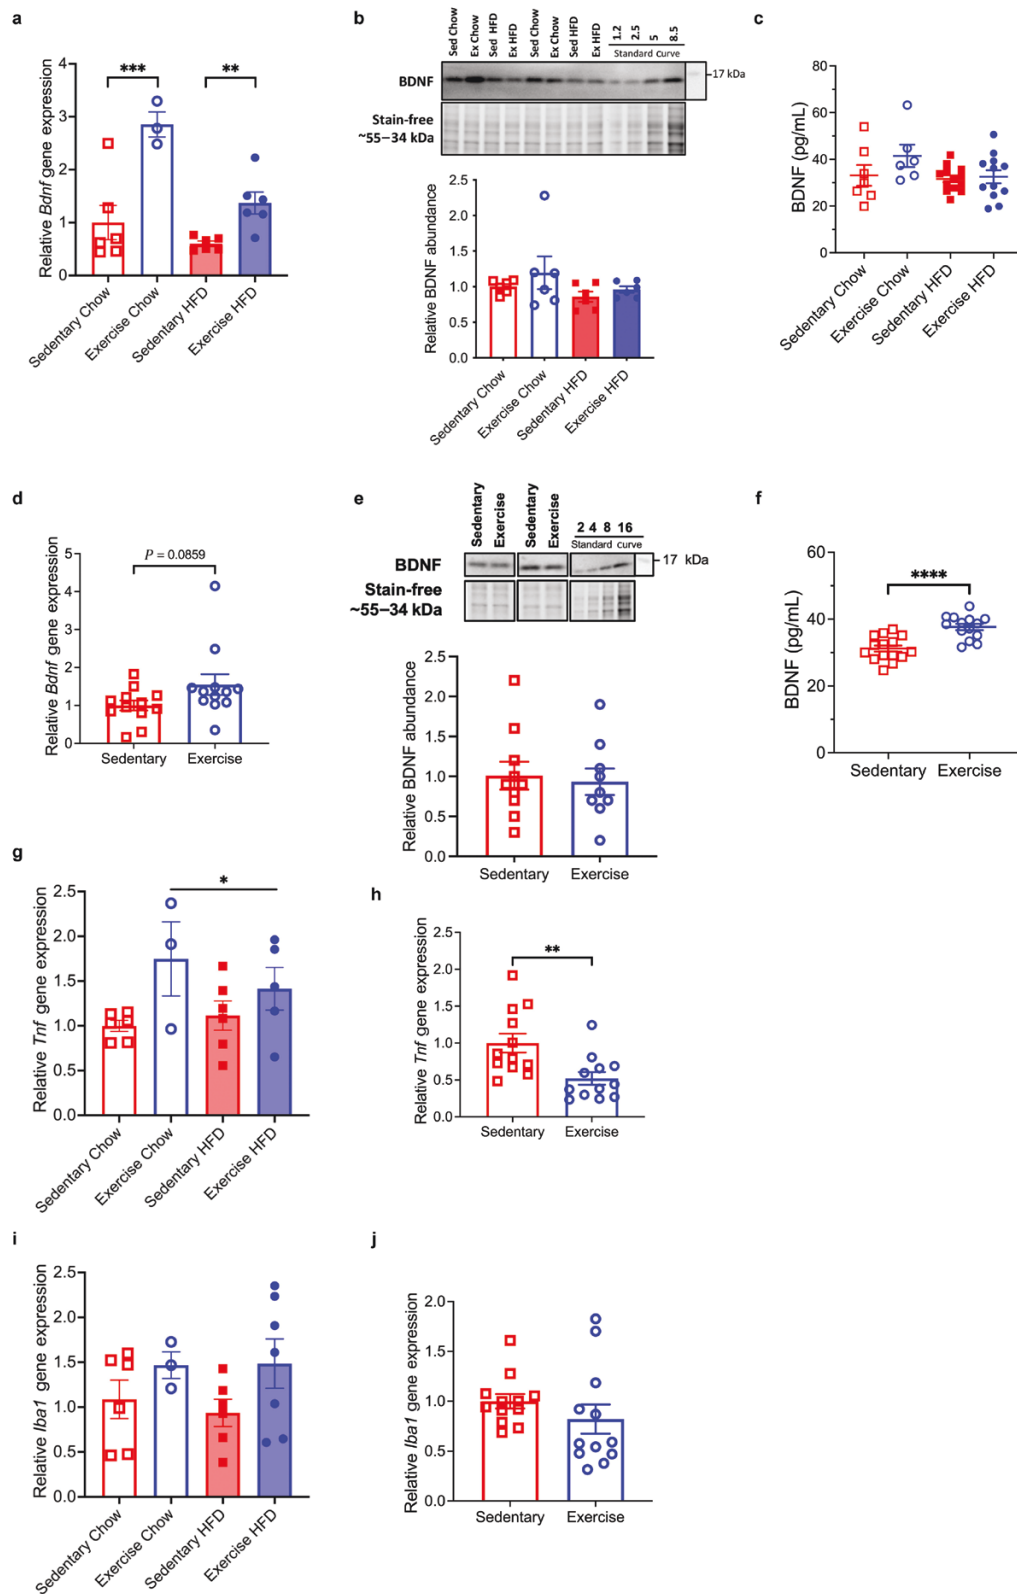 a
Relative Bdnf gene expression
4
3
2
1
0
***
**
Sedentary Chow
Exercise Chow
Sedentary HFD
Exercise HFD
b
Sed Chow
Ex Chow
Sed HFD
Ex HFD
Sed Chow
Ex Chow
Sed HFD
Ex HFD
1.2
2.5
5
8.5
Standard Curve
BDNF
17 kDa
Stain-free
~55–34 kDa
Relative BDNF abundance
2.5
2.0
1.5
1.0
0.5
0.0
Sedentary Chow
Exercise Chow
Sedentary HFD
Exercise HFD
c
BDNF (pg/mL)
80
60
40
20
0
Sedentary Chow
Exercise Chow
Sedentary HFD
Exercise HFD
d
Relative Bdnf gene expression
5
4
3
2
1
0
P = 0.0859
Sedentary Exercise
e
Sedentary
Exercise
Sedentary
Exercise
2 4 8 16
Standard curve
BDNF
17 kDa
Stain-free
~55–34 kDa
Relative BDNF abundance
2.5
2.0
1.5
1.0
0.5
0.0
Sedentary Exercise
f
BDNF (pg/mL)
60
40
20
0
****
Sedentary Exercise
g
Relative Tnf gene expression
2.5
2.0
1.5
1.0
0.5
0.0
*
Sedentary Chow
Exercise Chow
Sedentary HFD
Exercise HFD
h
Relative Tnf gene expression
2.5
2.0
1.5
1.0
0.5
0.0
**
Sedentary Exercise
i
Relative Iba1 gene expression
2.5
2.0
1.5
1.0
0.5
0.0
Sedentary Chow
Exercise Chow
Sedentary HFD
Exercise HFD
j
Relative Iba1 gene expression
2.0
1.5
1.0
0.5
0.0
Sedentary Exercise